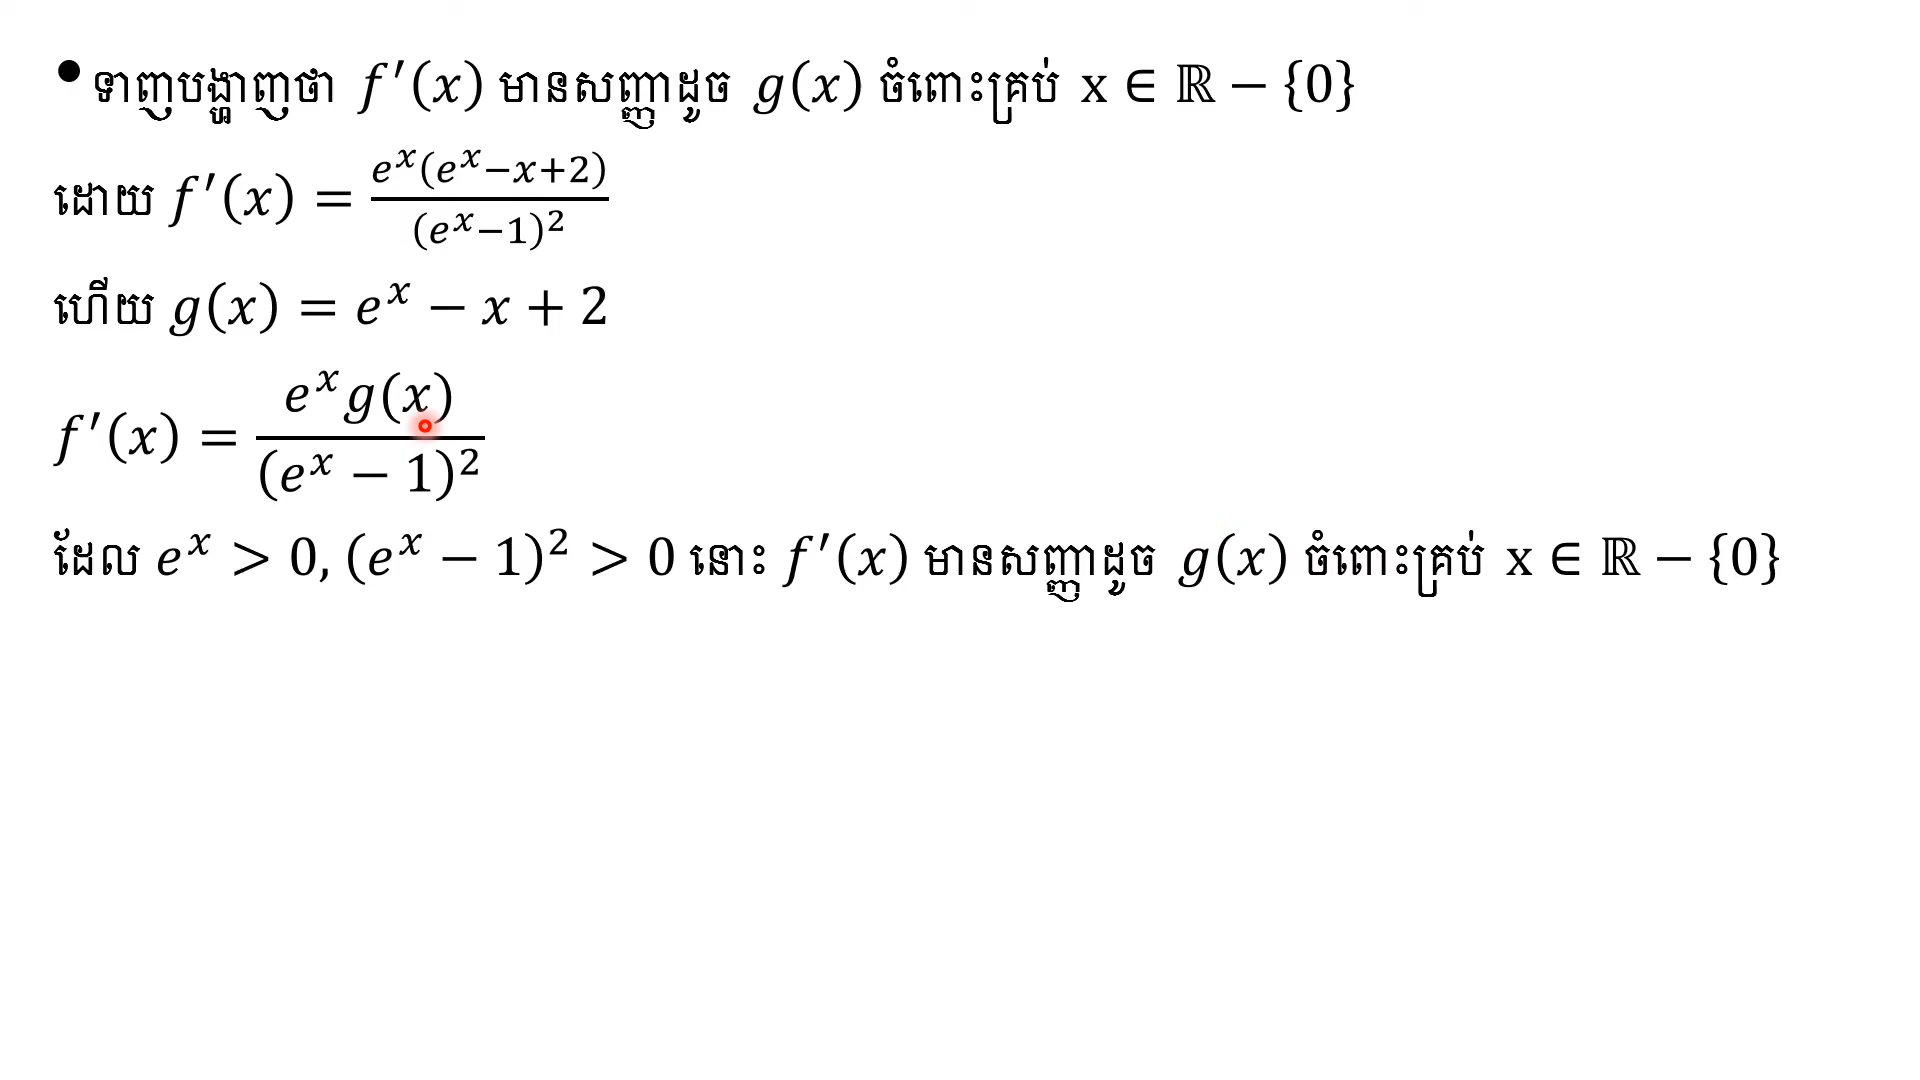 • ទាញបង្ហាញថា f′(x) មានសញ្ញាដូច g(x) ចំពោះគ្រប់ x ∈ ℝ − {0}
ដោយ f′(x) = e^x(e^x−x+2) / (e^x−1)^2
ហើយ g(x) = e^x − x + 2
f′(x) = e^x g(x) / (e^x − 1)^2
ដែល e^x > 0, (e^x − 1)^2 > 0 នោះ f′(x) មានសញ្ញាដូច g(x) ចំពោះគ្រប់ x ∈ ℝ − {0}